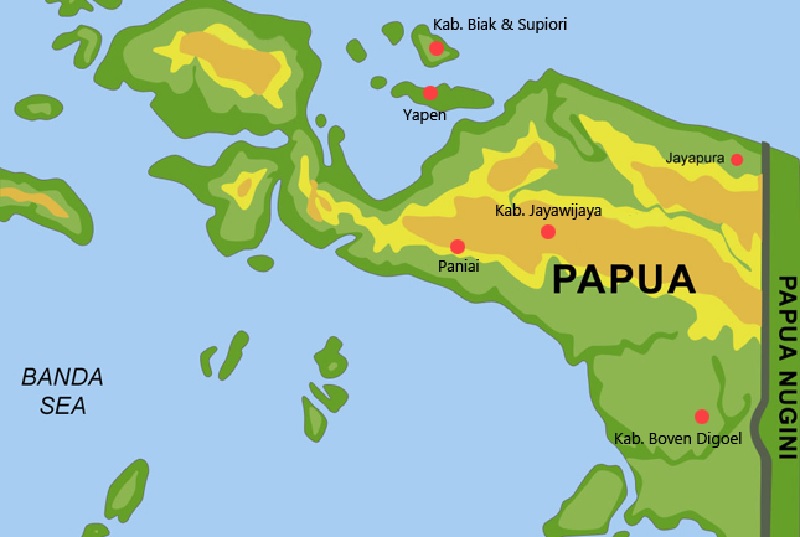 Kab. Biak & Supiori
Yapen
Jayapura
Kab. Jayawijaya
Paniai
PAPUA
PAPUA NUGINI
BANDA
SEA
Kab. Boven Digoel